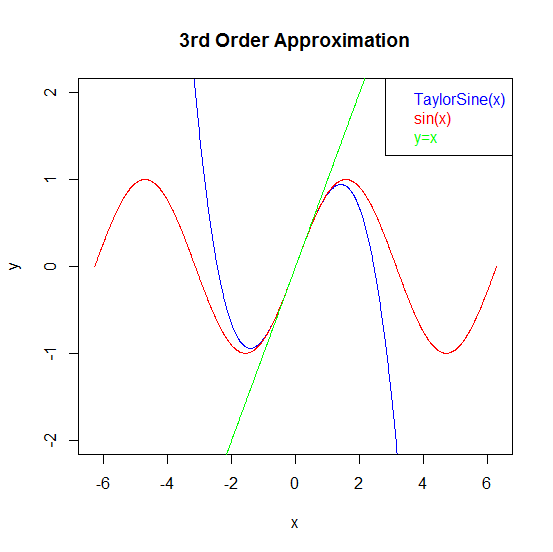 3rd Order Approximation
TaylorSine(x)
sin(x)
y=x
y
2
1
0
-1
-2
-6 -4 -2 0 2 4 6
x